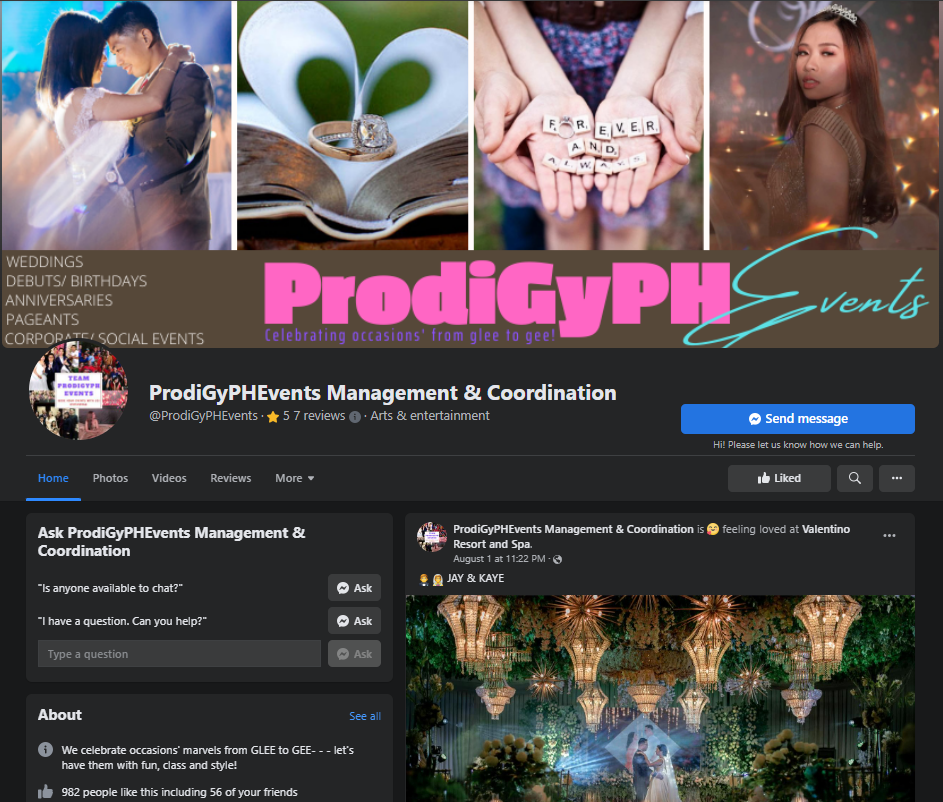 FOR EVER
AND
ALWAYS
WEDDINGS
DEBUTS/ BIRTHDAYS
ANNIVERSARIES
PAGEANTS
CORPORATE/ SOCIAL EVENTS
ProdiGyPH Events
Celebrating occasions' from glee to gee!
TEAM
PRODIGYPH
EVENTS
ProdiGyPHEvents Management & Coordination
@ProdiGyPHEvents · 5 7 reviews · Arts & entertainment
Send message
Hi! Please let us know how we can help.
Home Photos Videos Reviews More
Liked
Ask ProdiGyPHEvents Management &
Coordination
"Is anyone available to chat?" Ask
"I have a question. Can you help?" Ask
Type a question Ask
About See all
We celebrate occasions' marvels from GLEE to GEE- - - let's
have them with fun, class and style!
982 people like this including 56 of your friends
ProdiGyPHEvents Management & Coordination is feeling loved at Valentino
Resort and Spa.
August 1 at 11:22 PM ·
JAY & KAYE